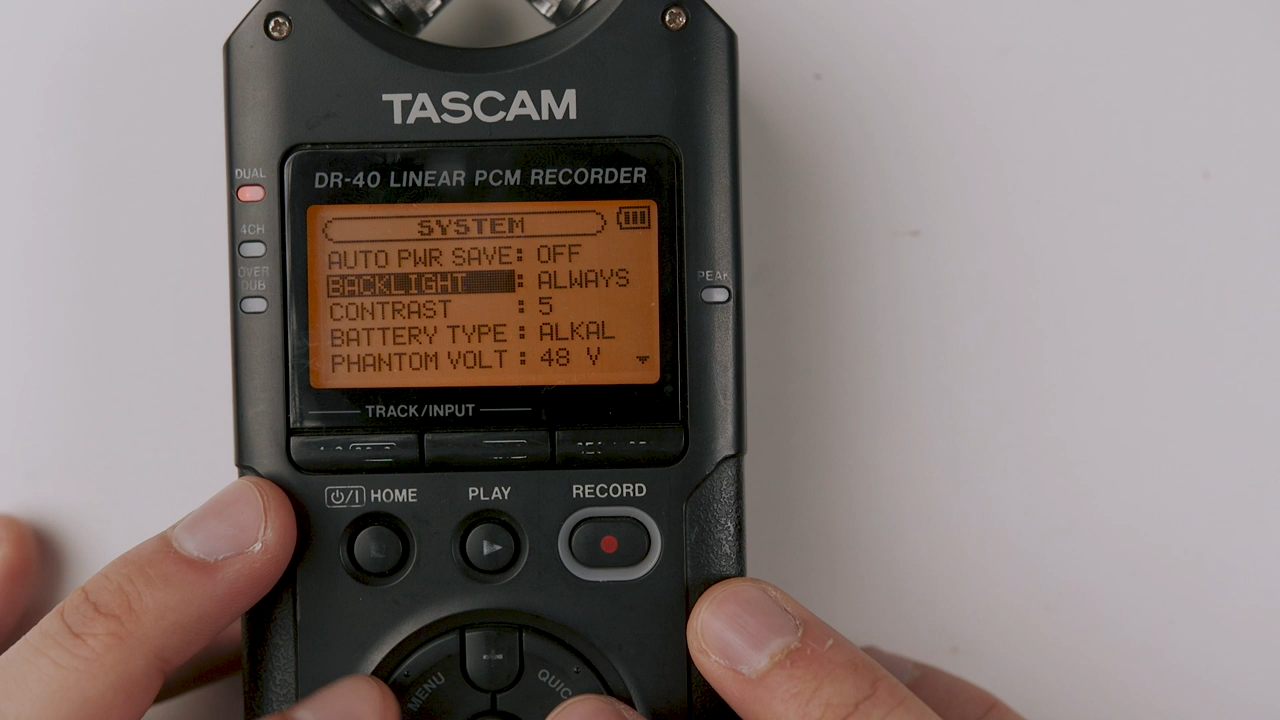 TASCAM
DR-40 LINEAR PCM RECORDER
DUAL
4CH
OVER
DUB
PEAK
SYSTEM
AUTO PWR SAVE: OFF
BACKLIGHT : ALWAYS
CONTRAST : 5
BATTERY TYPE : ALKAL
PHANTOM VOLT : 48 V
TRACK/INPUT
HOME
PLAY
RECORD
MENU